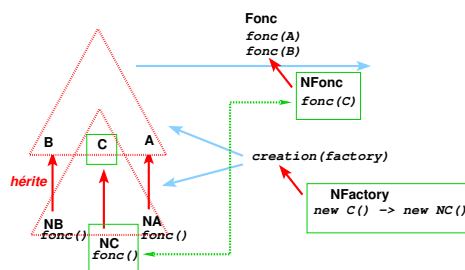 Fonc
fonc(A)
fonc(B)
NFonc
fonc(C)
B
C
A
creation(factory)
hérite
NFactory
new C() -> new NC()
NB
fonc()
NC
fonc()
NA
fonc()